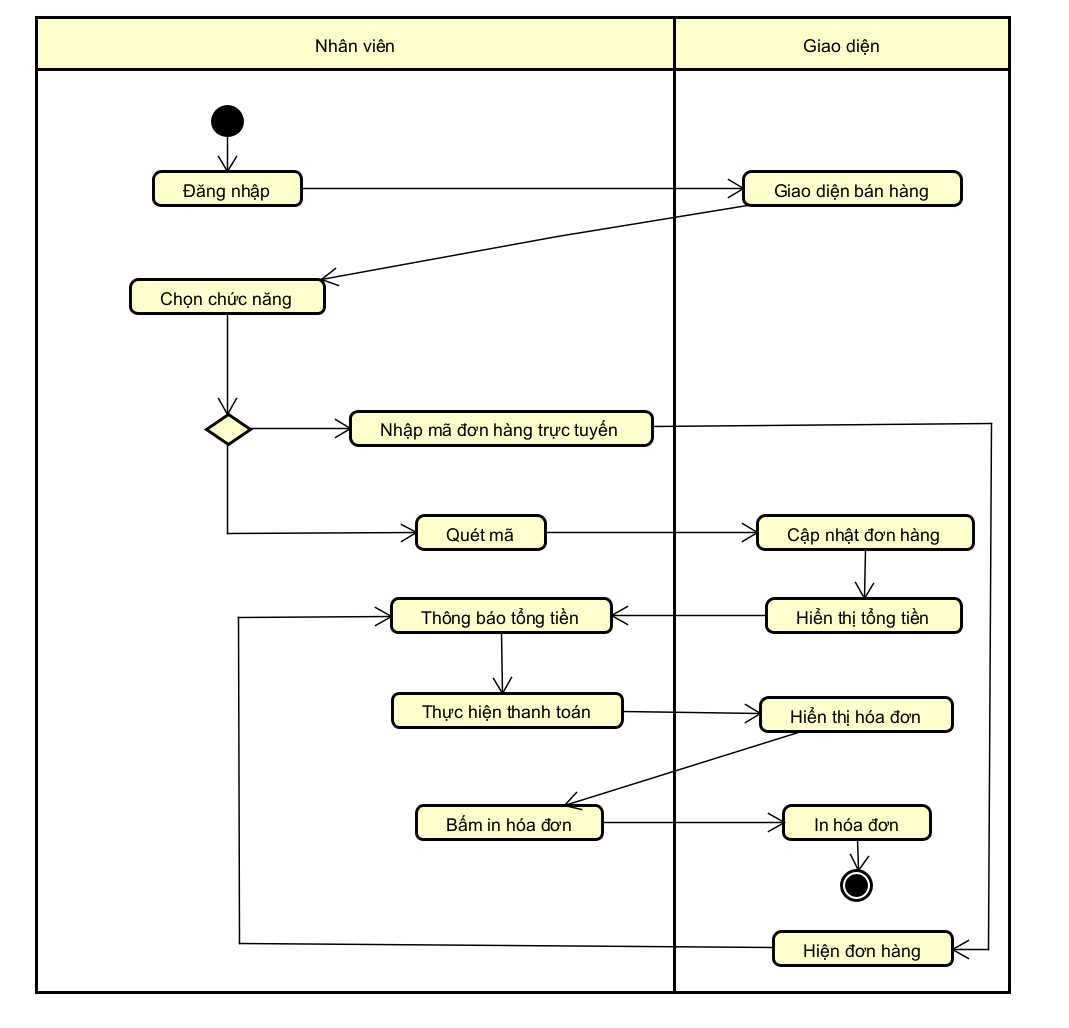 Nhân viên
Giao diện
Đăng nhập
Giao diện bán hàng
Chọn chức năng
Nhập mã đơn hàng trực tuyến
Quét mã
Cập nhật đơn hàng
Thông báo tổng tiền
Hiển thị tổng tiền
Thực hiện thanh toán
Hiển thị hóa đơn
Bấm in hóa đơn
In hóa đơn
Hiện đơn hàng